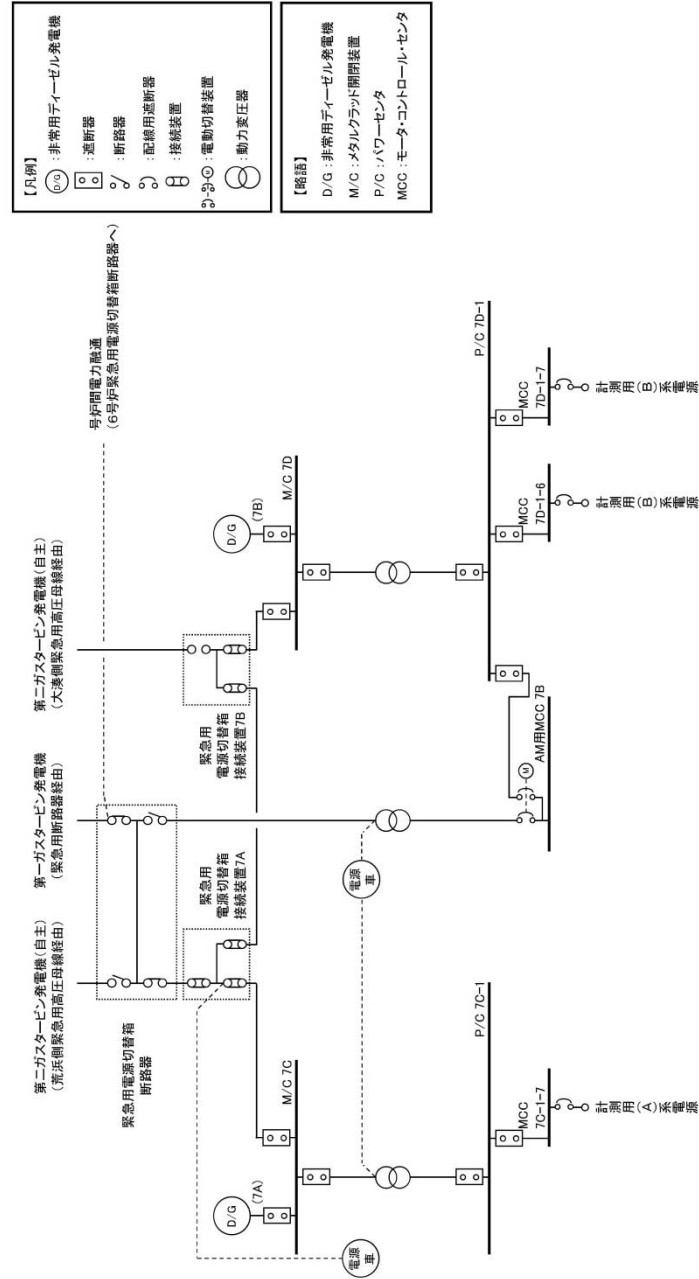 第二ガスタービン発電機(自主)
(荒浜側緊急用高圧母線経由)
第一ガスタービン発電機
(緊急用断路器経由)
第二ガスタービン発電機(自主)
(大湊側緊急用高圧母線経由)
号炉間電力融通
(6号炉緊急用電源切替箱断路器へ)
緊急用電源切替箱
断路器
緊急用
電源切替箱
接続装置7A
緊急用
電源切替箱
接続装置7B
D/G
(7A)
M/C 7C
D/G
(7B)
M/C 7D
電源
車
電源
車
P/C 7C-1
MCC
7C-1-7
計測用(A)系電源
M
AM用MCC 7B
P/C 7D-1
MCC
7D-1-6
計測用(B)系電源
MCC
7D-1-7
計測用(B)系電源
【凡例】
D/G
:非常用ディーゼル発電機
:遮断器
:断路器
:配線用遮断器
:接続装置
M
:電動切替装置
:動力変圧器
【略語】
D/G :非常用ディーゼル発電機
M/C :メタルクラッド開閉装置
P/C :パワーセンタ
MCC :モータ・コントロール・センタ